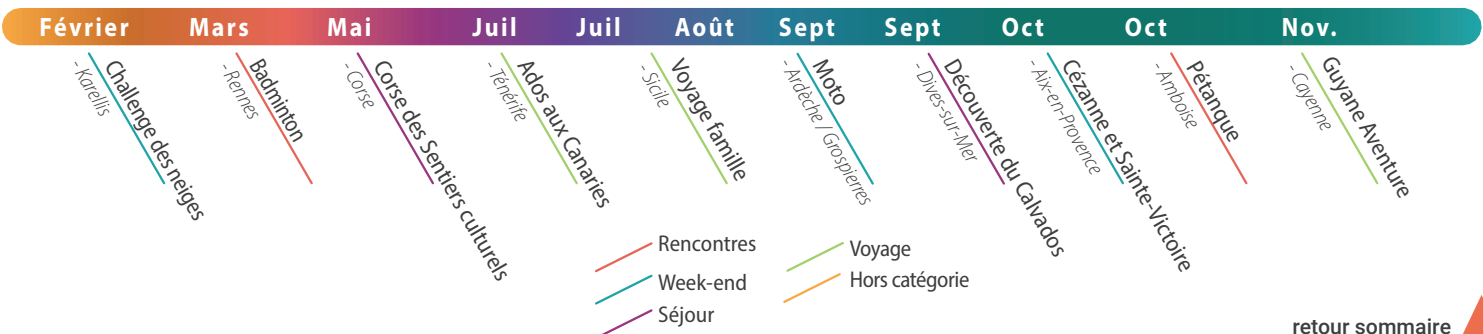 Février Mars Mai Juil Juil Août Sept Sept Oct Oct Nov.
Challenge des neiges
- Karellis
Badminton
- Rennes
Corse des Sentiers culturels
- Corse
Ados aux Canaries
- Ténérife
Voyage famille
- Sicile
Moto
- Ardèche / Grospierres
Découverte du Calvados
- Dives-sur-Mer
Cézanne et Sainte-Victoire
- Aix-en-Provence
Pétanque
- Amboise
Guyane Aventure
- Cayenne
Rencontres
Week-end
Séjour
Voyage
Hors catégorie
retour sommaire